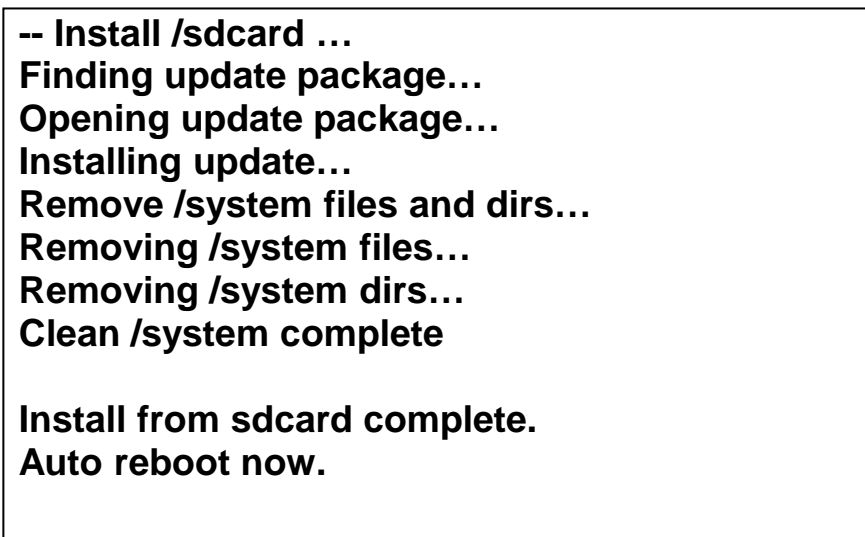 -- Install /sdcard …
Finding update package…
Opening update package…
Installing update…
Remove /system files and dirs…
Removing /system files…
Removing /system dirs…
Clean /system complete
Install from sdcard complete.
Auto reboot now.